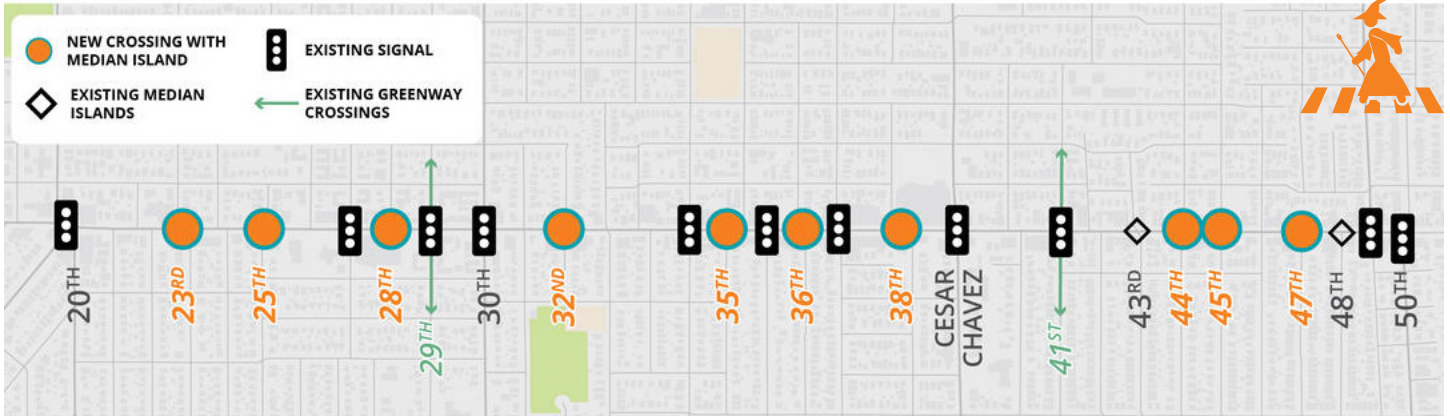 NEW CROSSING WITH
MEDIAN ISLAND
EXISTING SIGNAL
EXISTING MEDIAN
ISLANDS
EXISTING GREENWAY
CROSSINGS
20TH
23RD
25TH
28TH
29TH
30TH
32ND
35TH
36TH
38TH
CESAR
CHAVEZ
41ST
43RD
44TH
45TH
47TH
48TH
50TH